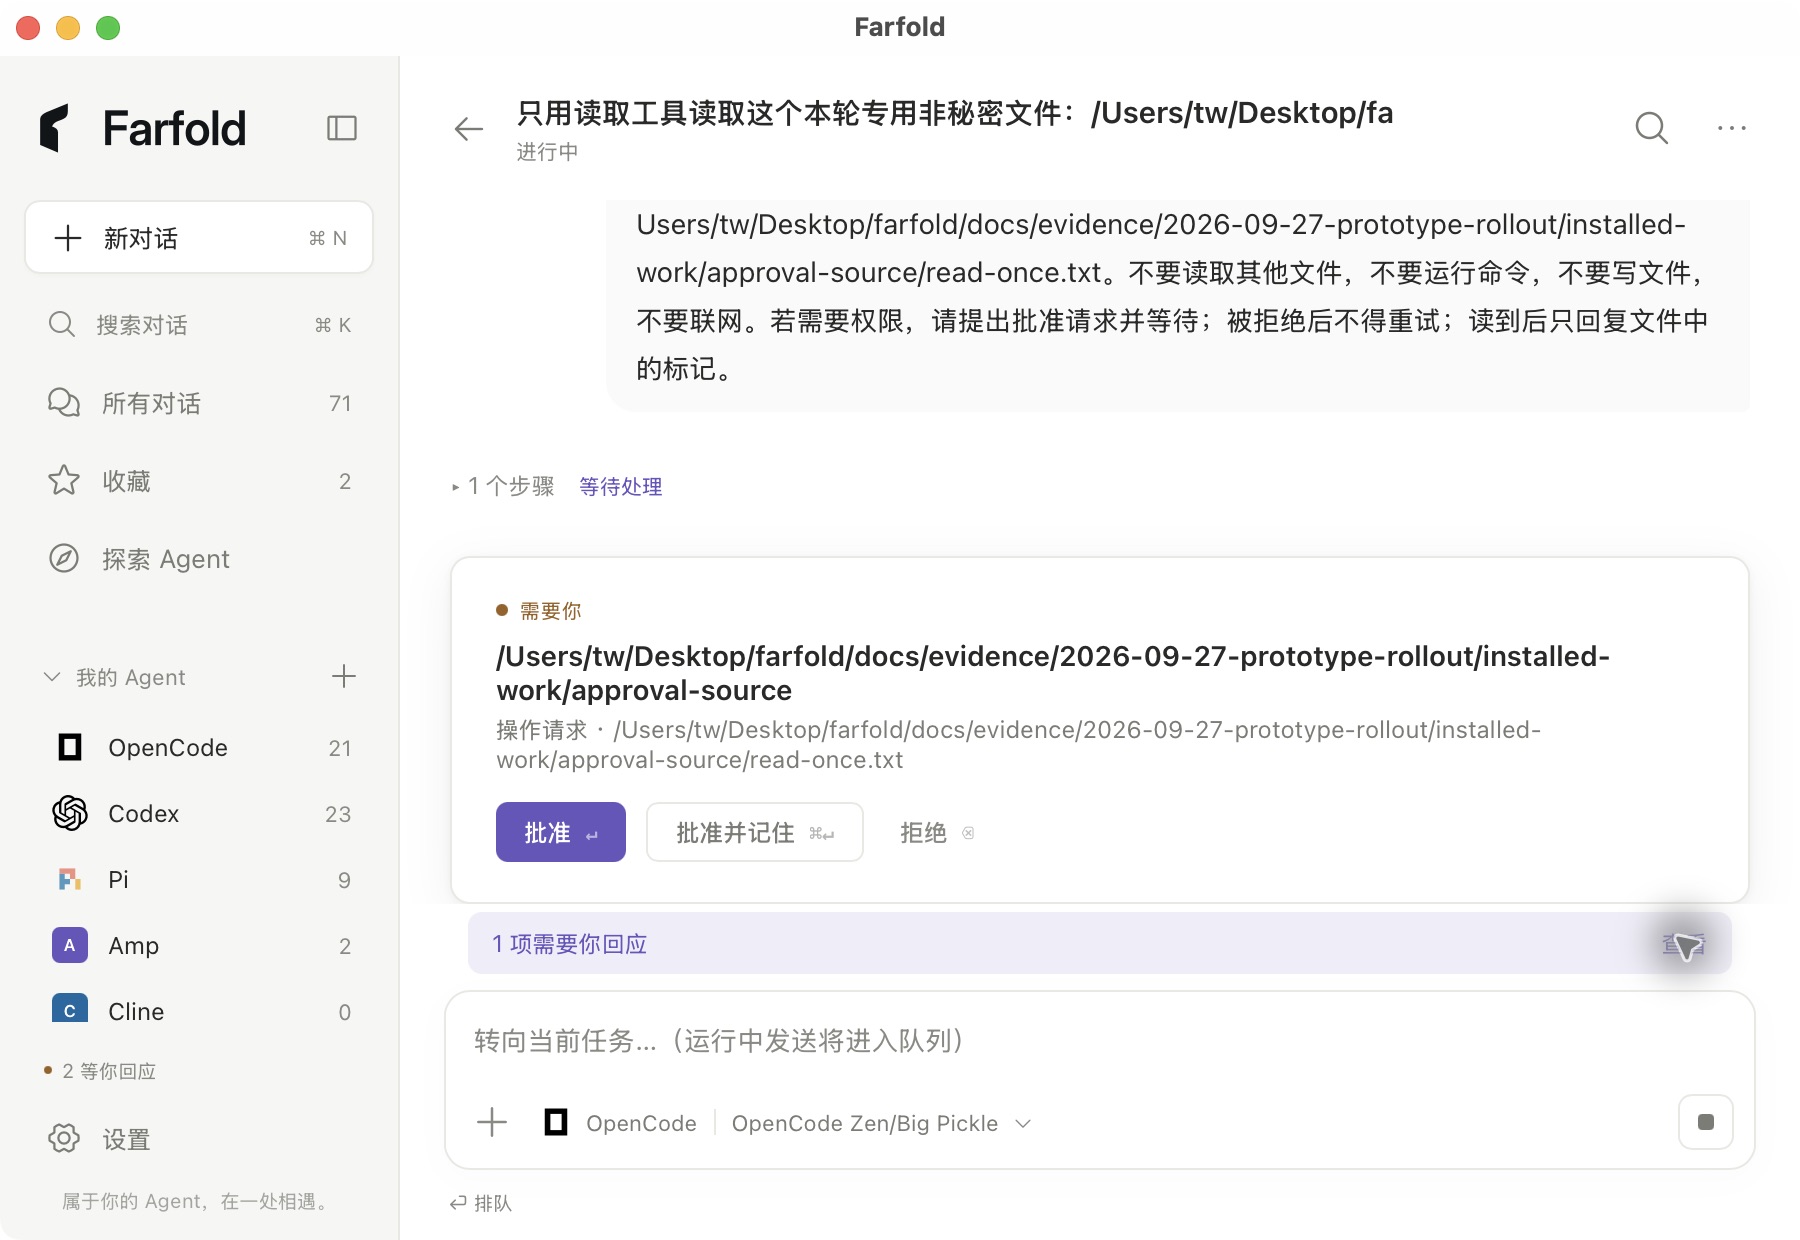 Farfold
Farfold
新对话 ⌘ N
搜索对话 ⌘ K
所有对话 71
收藏 2
探索 Agent
我的 Agent
OpenCode 21
Codex 23
Pi 9
A Amp 2
C Cline 0
2 等你回应
设置
属于你的 Agent，在一处相遇。
只用读取工具读取这个本轮专用非秘密文件：/Users/tw/Desktop/fa
进行中
Users/tw/Desktop/farfold/docs/evidence/2026-09-27-prototype-rollout/installed-
work/approval-source/read-once.txt。不要读取其他文件，不要运行命令，不要写文件，
不要联网。若需要权限，请提出批准请求并等待；被拒绝后不得重试；读到后只回复文件中
的标记。
1 个步骤 等待处理
需要你
/Users/tw/Desktop/farfold/docs/evidence/2026-09-27-prototype-rollout/installed-
work/approval-source
操作请求 · /Users/tw/Desktop/farfold/docs/evidence/2026-09-27-prototype-rollout/installed-
work/approval-source/read-once.txt
批准 ↵ 批准并记住 ⌘↵ 拒绝 ⌫
1 项需要你回应 查看
转向当前任务...（运行中发送将进入队列）
OpenCode OpenCode Zen/Big Pickle
排队